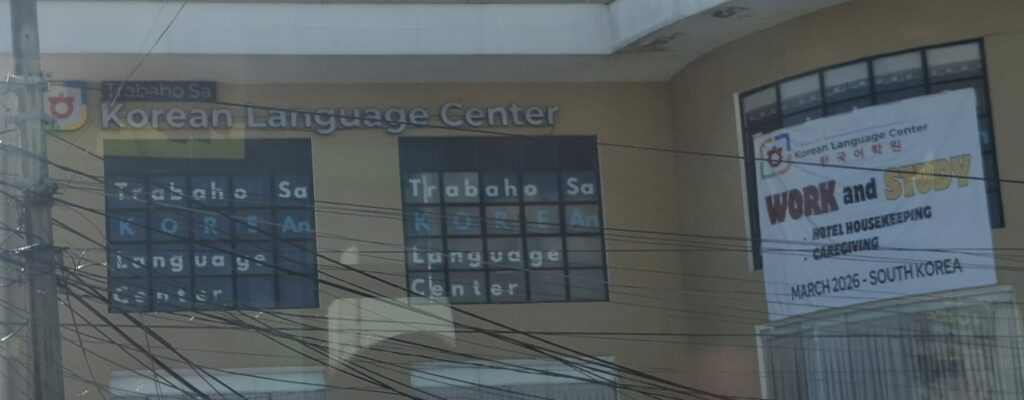 Trabaho Sa
Korean Language Center
Trabaho Sa
KOREAn
Language
Center
Trabaho Sa
KOREAn
Language
Center
Korean Language Center
한국어학원
WORK and STUDY
· HOTEL HOUSEKEEPING
· CAREGIVING
MARCH 2026 - SOUTH KOREA